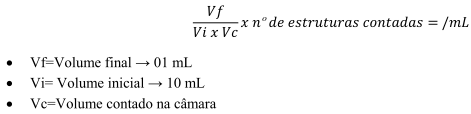 Vf
Vi x Vc x n° de estruturas contadas = /mL
• Vf=Volume final → 01 mL
• Vi= Volume inicial → 10 mL
• Vc=Volume contado na câmara